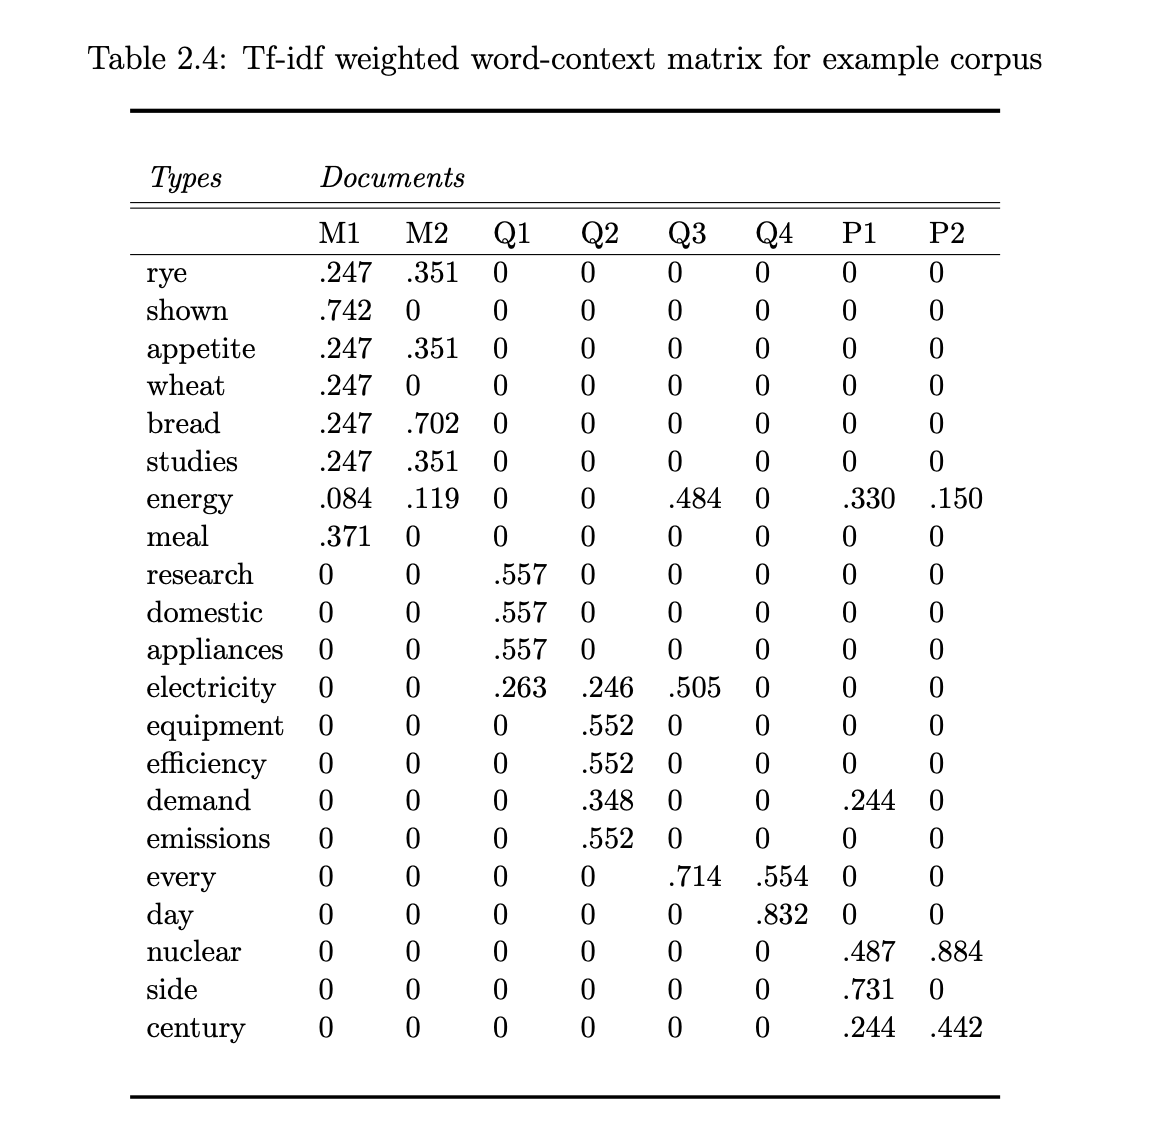 Table 2.4: Tf-idf weighted word-context matrix for example corpus
Types Documents
M1 M2 Q1 Q2 Q3 Q4 P1 P2
rye .247 .351 0 0 0 0 0 0
shown .742 0 0 0 0 0 0 0
appetite .247 .351 0 0 0 0 0 0
wheat .247 0 0 0 0 0 0 0
bread .247 .702 0 0 0 0 0 0
studies .247 .351 0 0 0 0 0 0
energy .084 .119 0 0 .484 0 .330 .150
meal .371 0 0 0 0 0 0 0
research 0 0 .557 0 0 0 0 0
domestic 0 0 .557 0 0 0 0 0
appliances 0 0 .557 0 0 0 0 0
electricity 0 0 .263 .246 .505 0 0 0
equipment 0 0 0 .552 0 0 0 0
efficiency 0 0 0 .552 0 0 0 0
demand 0 0 0 .348 0 0 .244 0
emissions 0 0 0 .552 0 0 0 0
every 0 0 0 0 .714 .554 0 0
day 0 0 0 0 0 .832 0 0
nuclear 0 0 0 0 0 0 .487 .884
side 0 0 0 0 0 0 .731 0
century 0 0 0 0 0 0 .244 .442